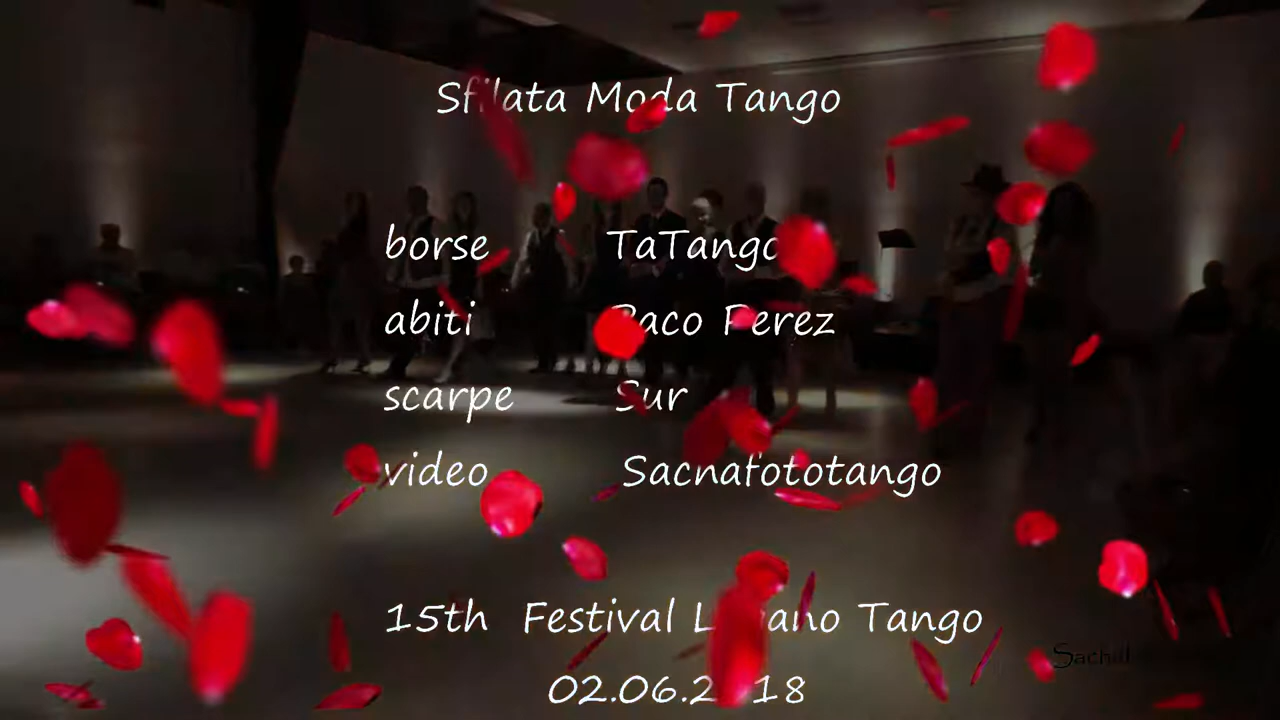 Sfilata Moda Tango
borse TaTango
abiti Paco Perez
scarpe Sur
video Sacnafototango
15th Festival Lugano Tango
02.06.2018